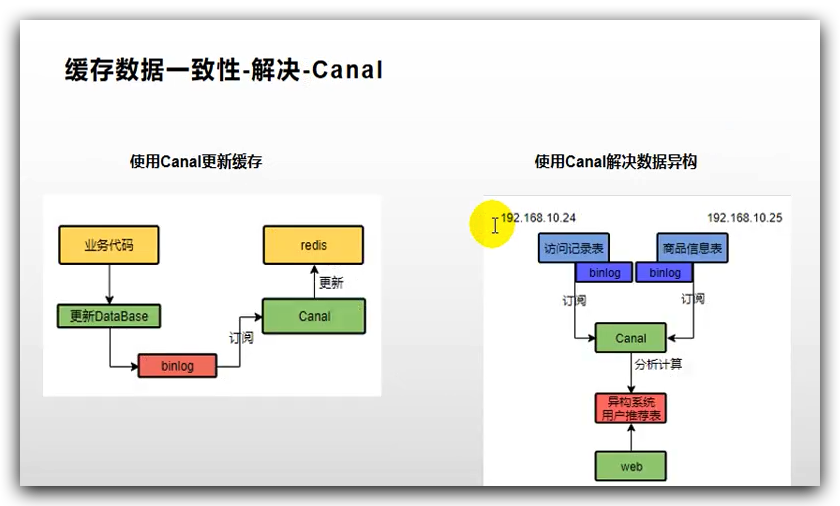 缓存数据一致性-解决-Canal
使用Canal更新缓存
业务代码
redis
更新
更新DataBase
Canal
订阅
binlog
使用Canal解决数据异构
192.168.10.24
192.168.10.25
访问记录表
商品信息表
binlog
binlog
订阅
订阅
Canal
分析计算
异构系统
用户推荐表
web